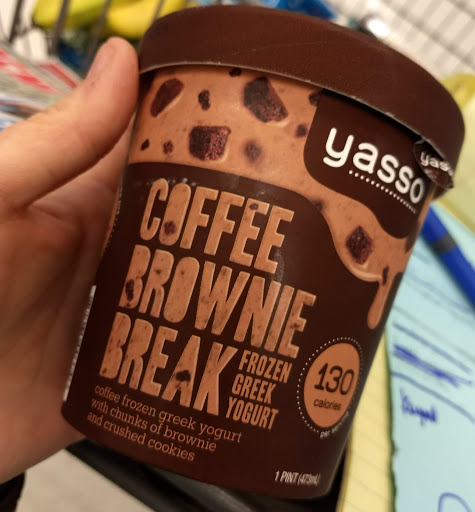 yasso
yasso
COFFEE
BROWNIE
BREAK
FROZEN
GREEK
YOGURT
130
calories
coffee frozen greek yogurt
with chunks of brownie
and crushed cookies
1 PINT (473mL)